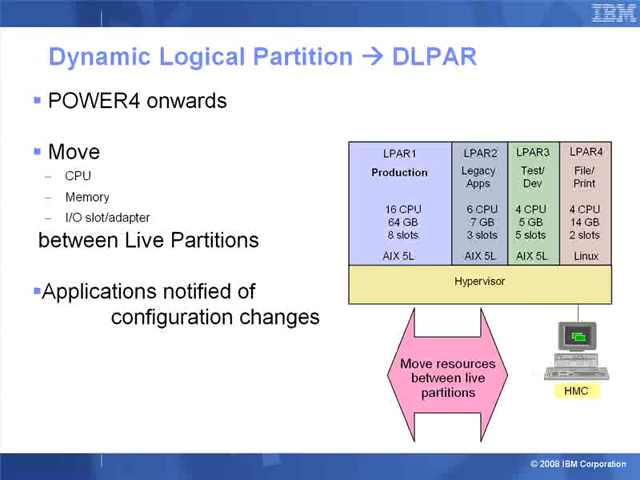 IBM
Dynamic Logical Partition → DLPAR
▪ POWER4 onwards
▪ Move
– CPU
– Memory
– I/O slot/adapter
between Live Partitions
▪Applications notified of
configuration changes
LPAR1
Production
16 CPU
64 GB
8 slots
AIX 5L
LPAR2
Legacy
Apps
6 CPU
7 GB
3 slots
AIX 5L
LPAR3
Test/
Dev
4 CPU
5 GB
5 slots
AIX 5L
LPAR4
File/
Print
4 CPU
14 GB
2 slots
Linux
Hypervisor
Move resources
between live
partitions
HMC
© 2008 IBM Corporation